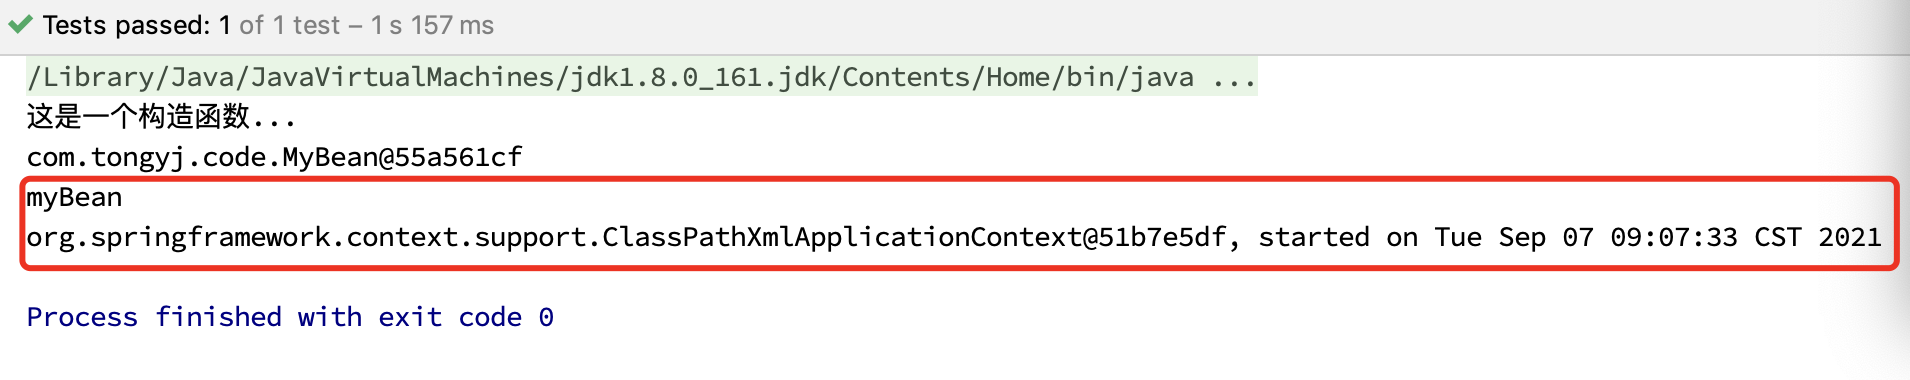 Tests passed: 1 of 1 test – 1 s 157 ms
/Library/Java/JavaVirtualMachines/jdk1.8.0_161.jdk/Contents/Home/bin/java ...
这是一个构造函数...
com.tongyj.code.MyBean@55a561cf
myBean
org.springframework.context.support.ClassPathXmlApplicationContext@51b7e5df, started on Tue Sep 07 09:07:33 CST 2021
Process finished with exit code 0